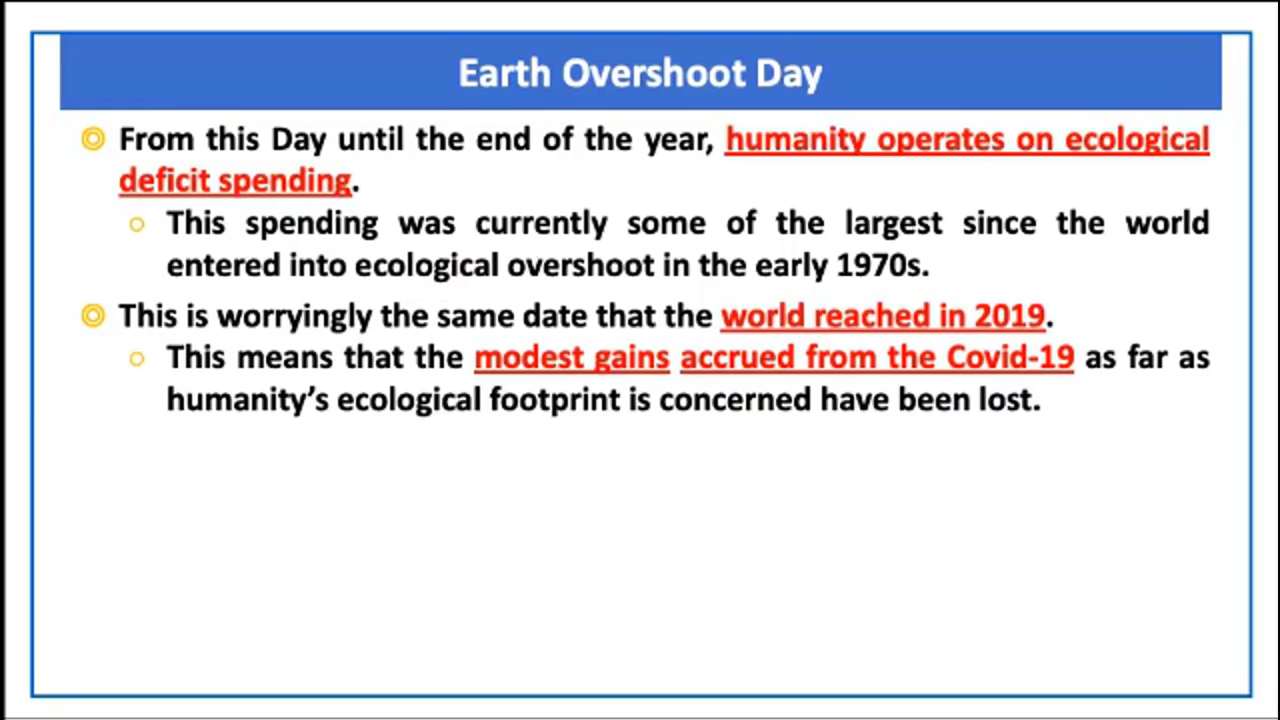 Earth Overshoot Day
From this Day until the end of the year, humanity operates on ecological
deficit spending.
This spending was currently some of the largest since the world
entered into ecological overshoot in the early 1970s.
This is worryingly the same date that the world reached in 2019.
This means that the modest gains accrued from the Covid-19 as far as
humanity’s ecological footprint is concerned have been lost.